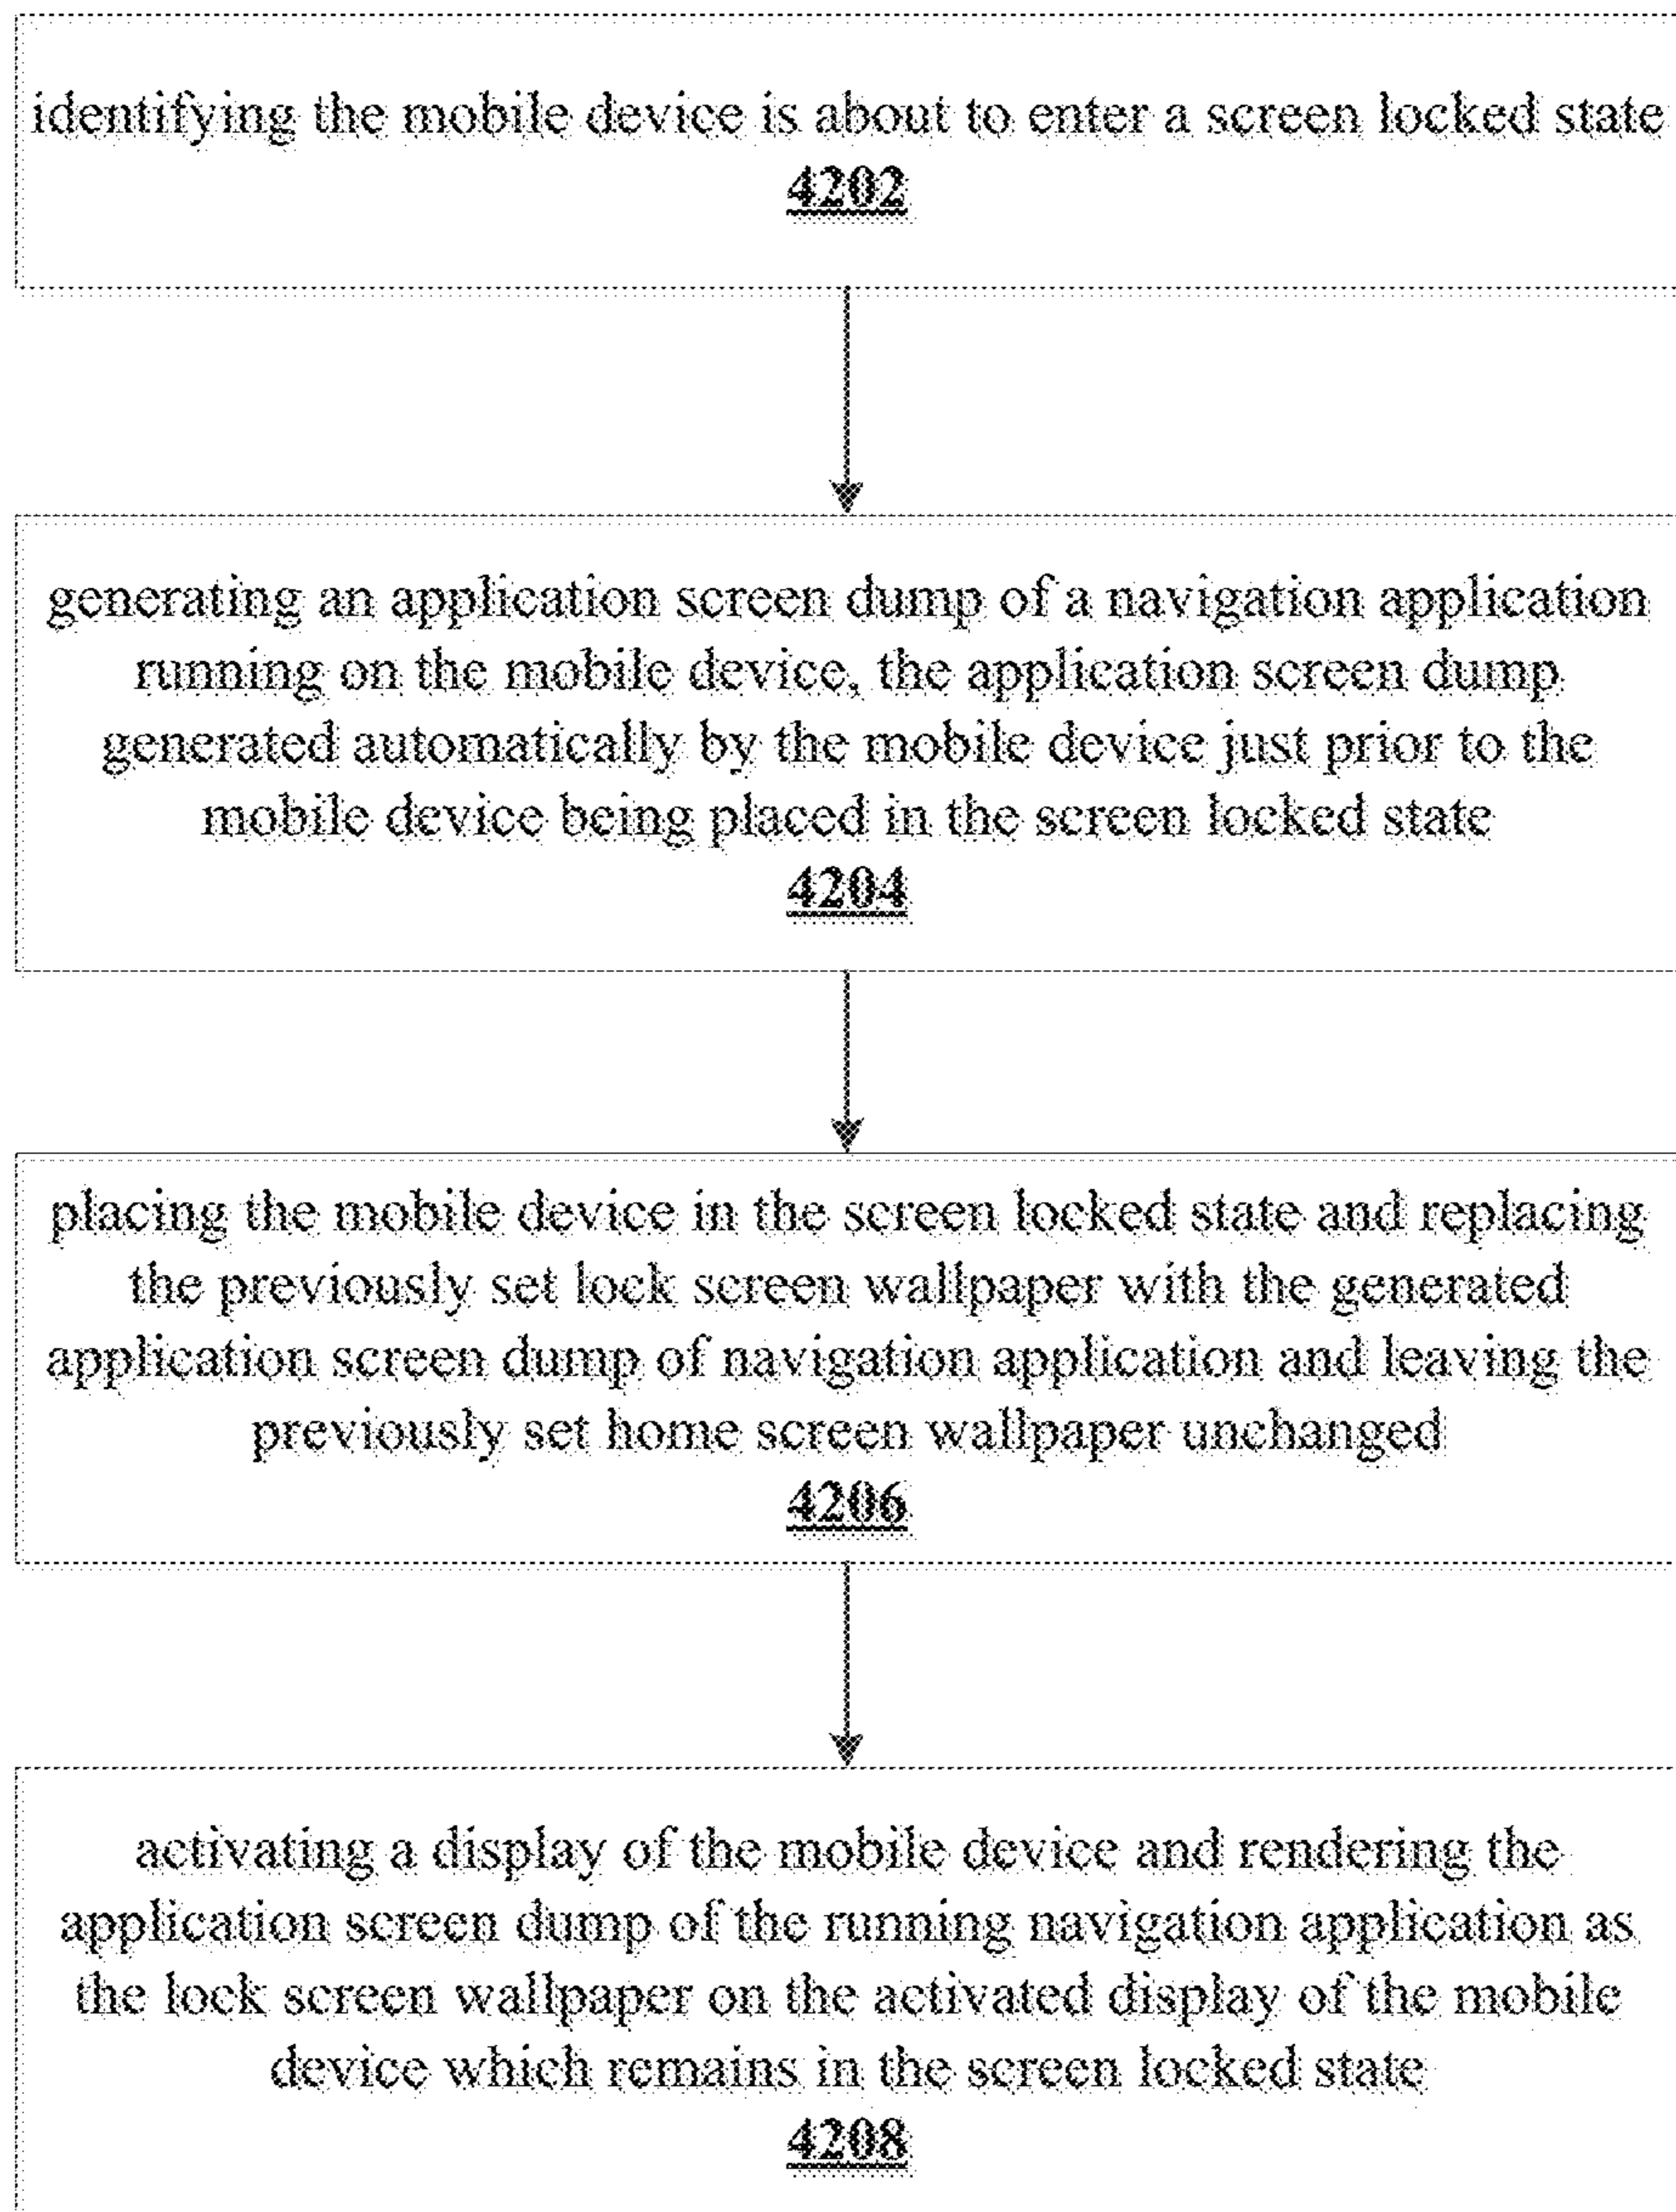 identifying the mobile device is about to enter a screen locked state
4202
generating an application screen dump of a navigation application
running on the mobile device, the application screen dump
generated automatically by the mobile device just prior to the
mobile device being placed in the screen locked state
4204
placing the mobile device in the screen locked state and replacing
the previously set lock screen wallpaper with the generated
application screen dump of navigation application and leaving the
previously set home screen wallpaper unchanged
4206
activating a display of the mobile device and rendering the
application screen dump of the running navigation application as
the lock screen wallpaper on the activated display of the mobile
device which remains in the screen locked state
4208